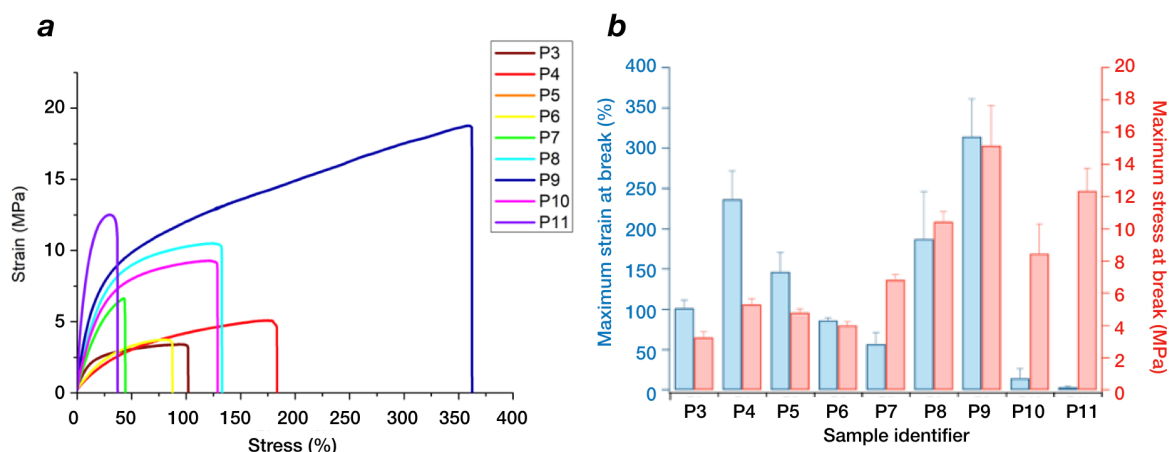 a
P3
P4
P5
P6
P7
P8
P9
P10
P11
20
15
10
5
0
Strain (MPa)
0 50 100 150 200 250 300 350 400
Stress (%)
b
400
350
300
250
200
150
100
50
0
Maximum strain at break (%)
20
18
16
14
12
10
8
6
4
2
0
Maximum stress at break (MPa)
P3 P4 P5 P6 P7 P8 P9 P10 P11
Sample identifier